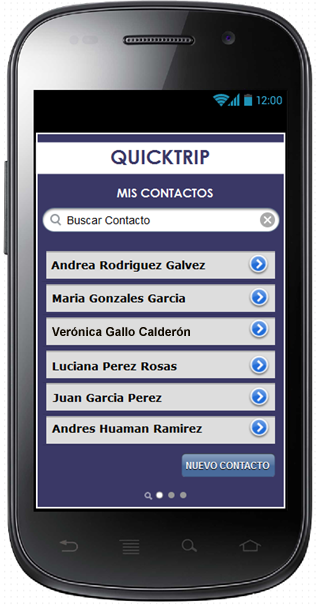 12:00
QUICKTRIP
MIS CONTACTOS
Buscar Contacto
Andrea Rodriguez Galvez
Maria Gonzales Garcia
Verónica Gallo Calderón
Luciana Perez Rosas
Juan Garcia Perez
Andres Huaman Ramirez
NUEVO CONTACTO